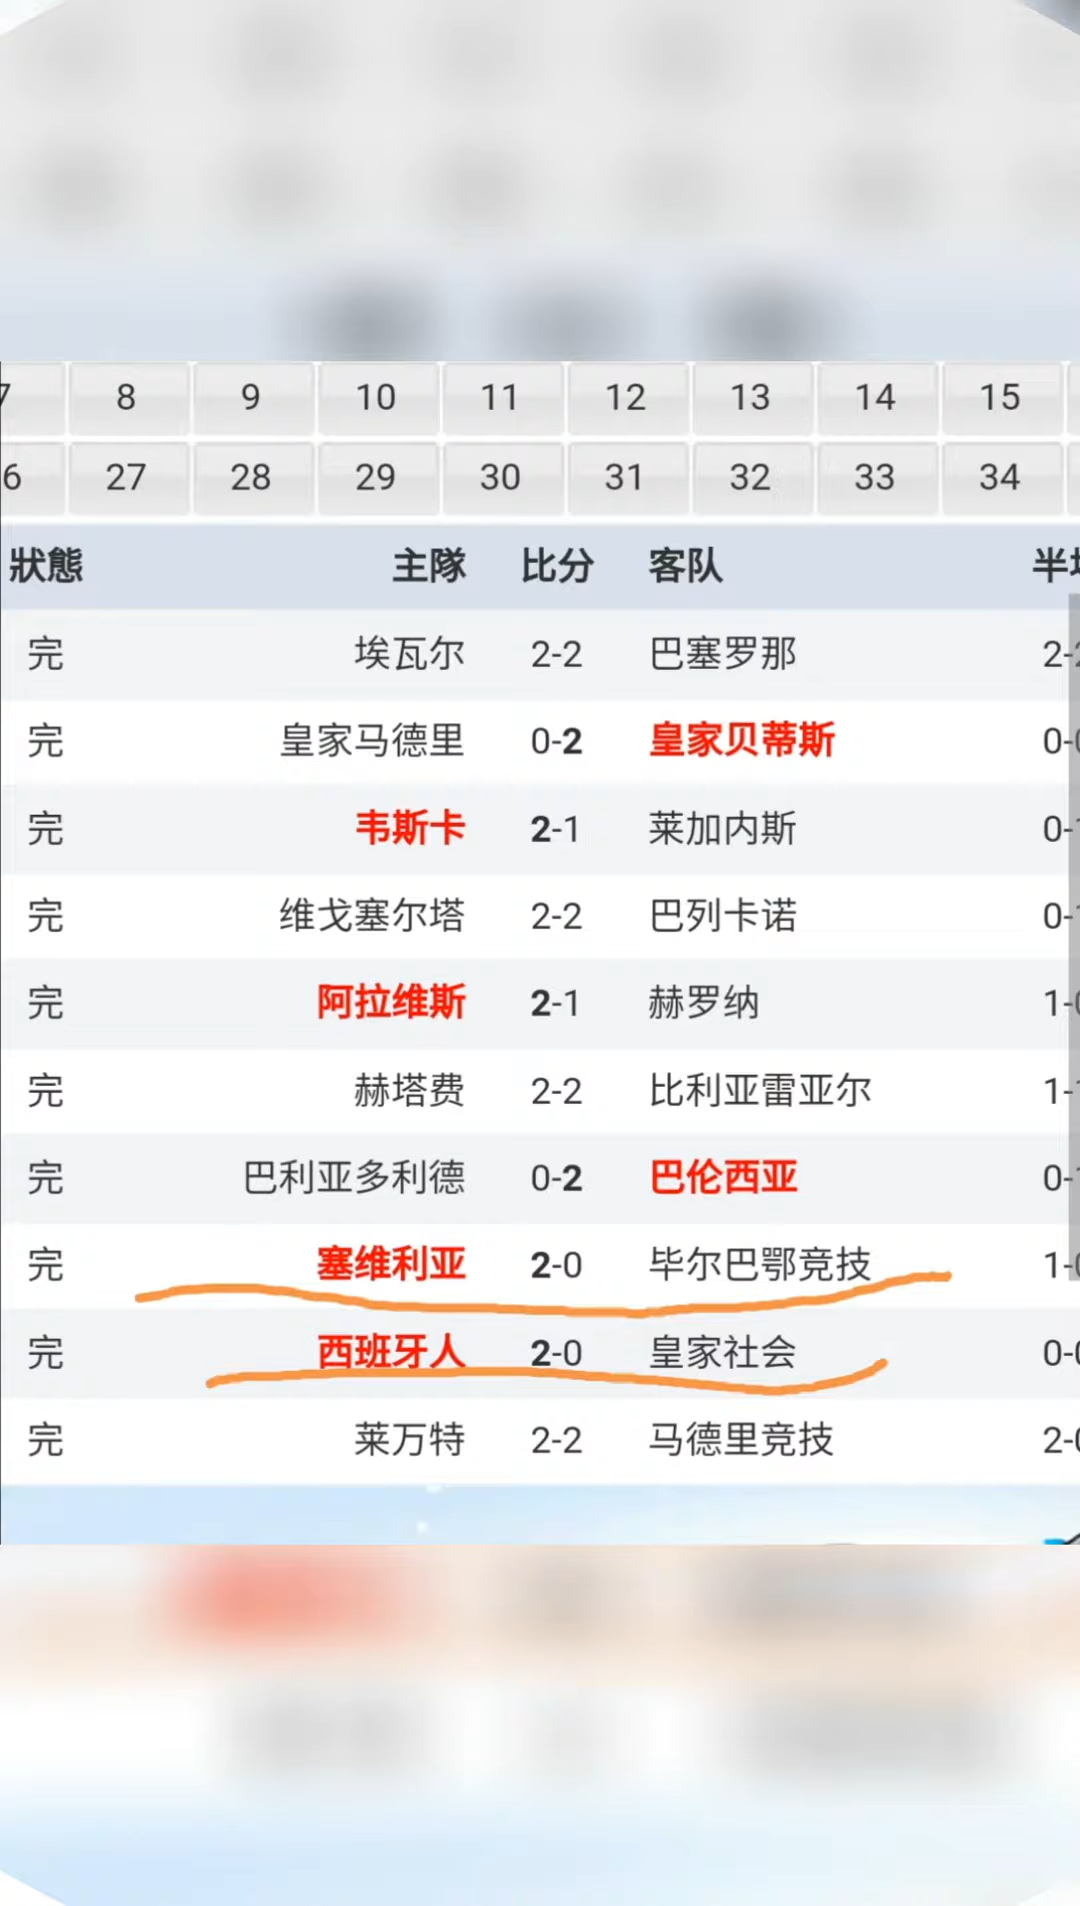 8 9 10 11 12 13 14 15
27 28 29 30 31 32 33 34
狀態 主隊 比分 客队
完 埃瓦尔 2-2 巴塞罗那
完 皇家马德里 0-2 皇家贝蒂斯
完 韦斯卡 2-1 莱加内斯
完 维戈塞尔塔 2-2 巴列卡诺
完 阿拉维斯 2-1 赫罗纳
完 赫塔费 2-2 比利亚雷亚尔
完 巴利亚多利德 0-2 巴伦西亚
完 塞维利亚 2-0 毕尔巴鄂竞技
完 西班牙人 2-0 皇家社会
完 莱万特 2-2 马德里竞技